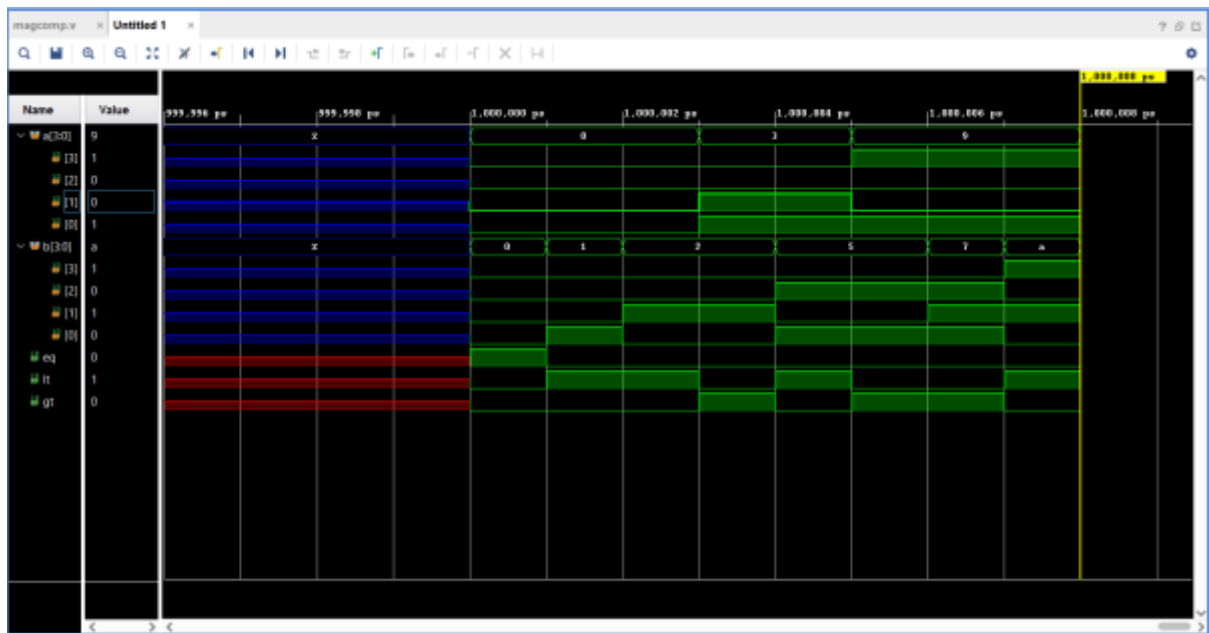 magcomp.v × Untitled 1 ×
1,000,008 ps
Name Value 999,996 ps 999,998 ps 1,000,000 ps 1,000,002 ps 1,000,004 ps 1,000,006 ps 1,000,008 ps
a[3:0] 9 0 3 9
[3] 1
[2] 0
[1] 0
[0] 1
b[3:0] a 0 1 2 5 7 a
[3] 1
[2] 0
[1] 1
[0] 0
eq 0
lt 1
gt 0